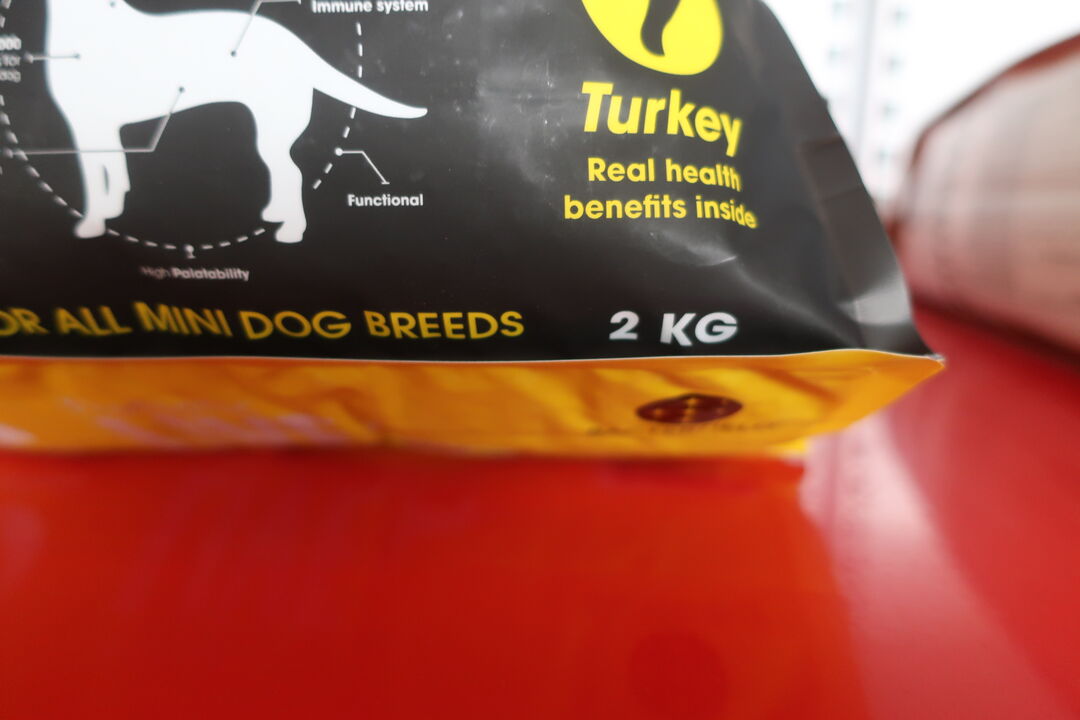 Immune system
Turkey
Real health
benefits inside
Functional
High Palatability
OR ALL MINI DOG BREEDS
2 KG